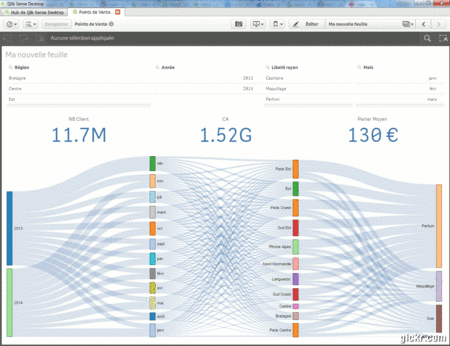 Qlik Sense Desktop
Hub de Qlik Sense Desktop
Points de Vente
Enregistrer
Points de Vente
Éditer
Ma nouvelle feuille
Aucune sélection appliquée
Ma nouvelle feuille
Région
Année
Libellé rayon
Mois
Bretagne
2013
Capillaire
janv
Centre
2014
Maquillage
févr
Est
Parfum
mars
NB Client
CA
Panier Moyen
11.7M
1.52G
130 €
2013
2014
juil
mars
oct
sept
juin
févr
avr
mai
août
janv
Paris Est
Est
Paris Ouest
Sud Est
Rhone Alpes
Nord Normandie
Languedoc
Sud Ouest
Centre
Bretagne
Paris Centre
Parfum
Maquillage
Soin
gickr.com